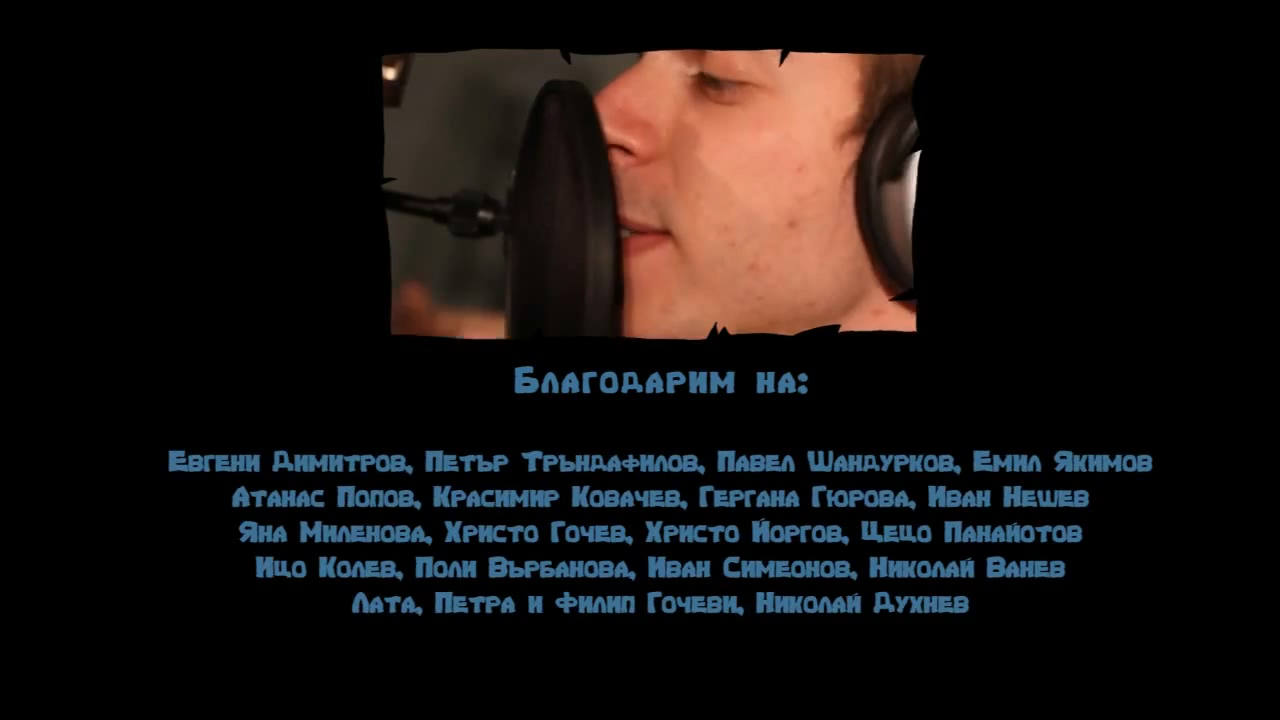 Благодарим на:
Евгени Димитров, Петър Тръндафилов, Павел Шандурков, Емил Якимов
Атанас Попов, Красимир Ковачев, Гергана Гюрова, Иван Нешев
Яна Миленова, Христо Гочев, Христо Йоргов, Цецо Панайотов
Ицо Колев, Поли Върбанова, Иван Симеонов, Николай Ванев
Лата, Петра и Филип Гочеви, Николай Духнев